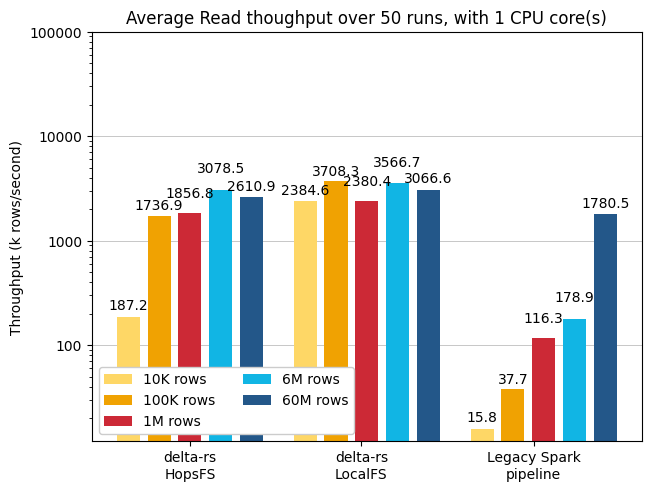 Average Read thoughput over 50 runs, with 1 CPU core(s)
Throughput (k rows/second)
100000
10000
1000
100
187.2
1736.9
1856.8
3078.5
2610.9
2384.6
3708.3
2380.4
3566.7
3066.6
15.8
37.7
116.3
178.9
1780.5
10K rows
100K rows
1M rows
6M rows
60M rows
delta-rs
HopsFS
delta-rs
LocalFS
Legacy Spark
pipeline